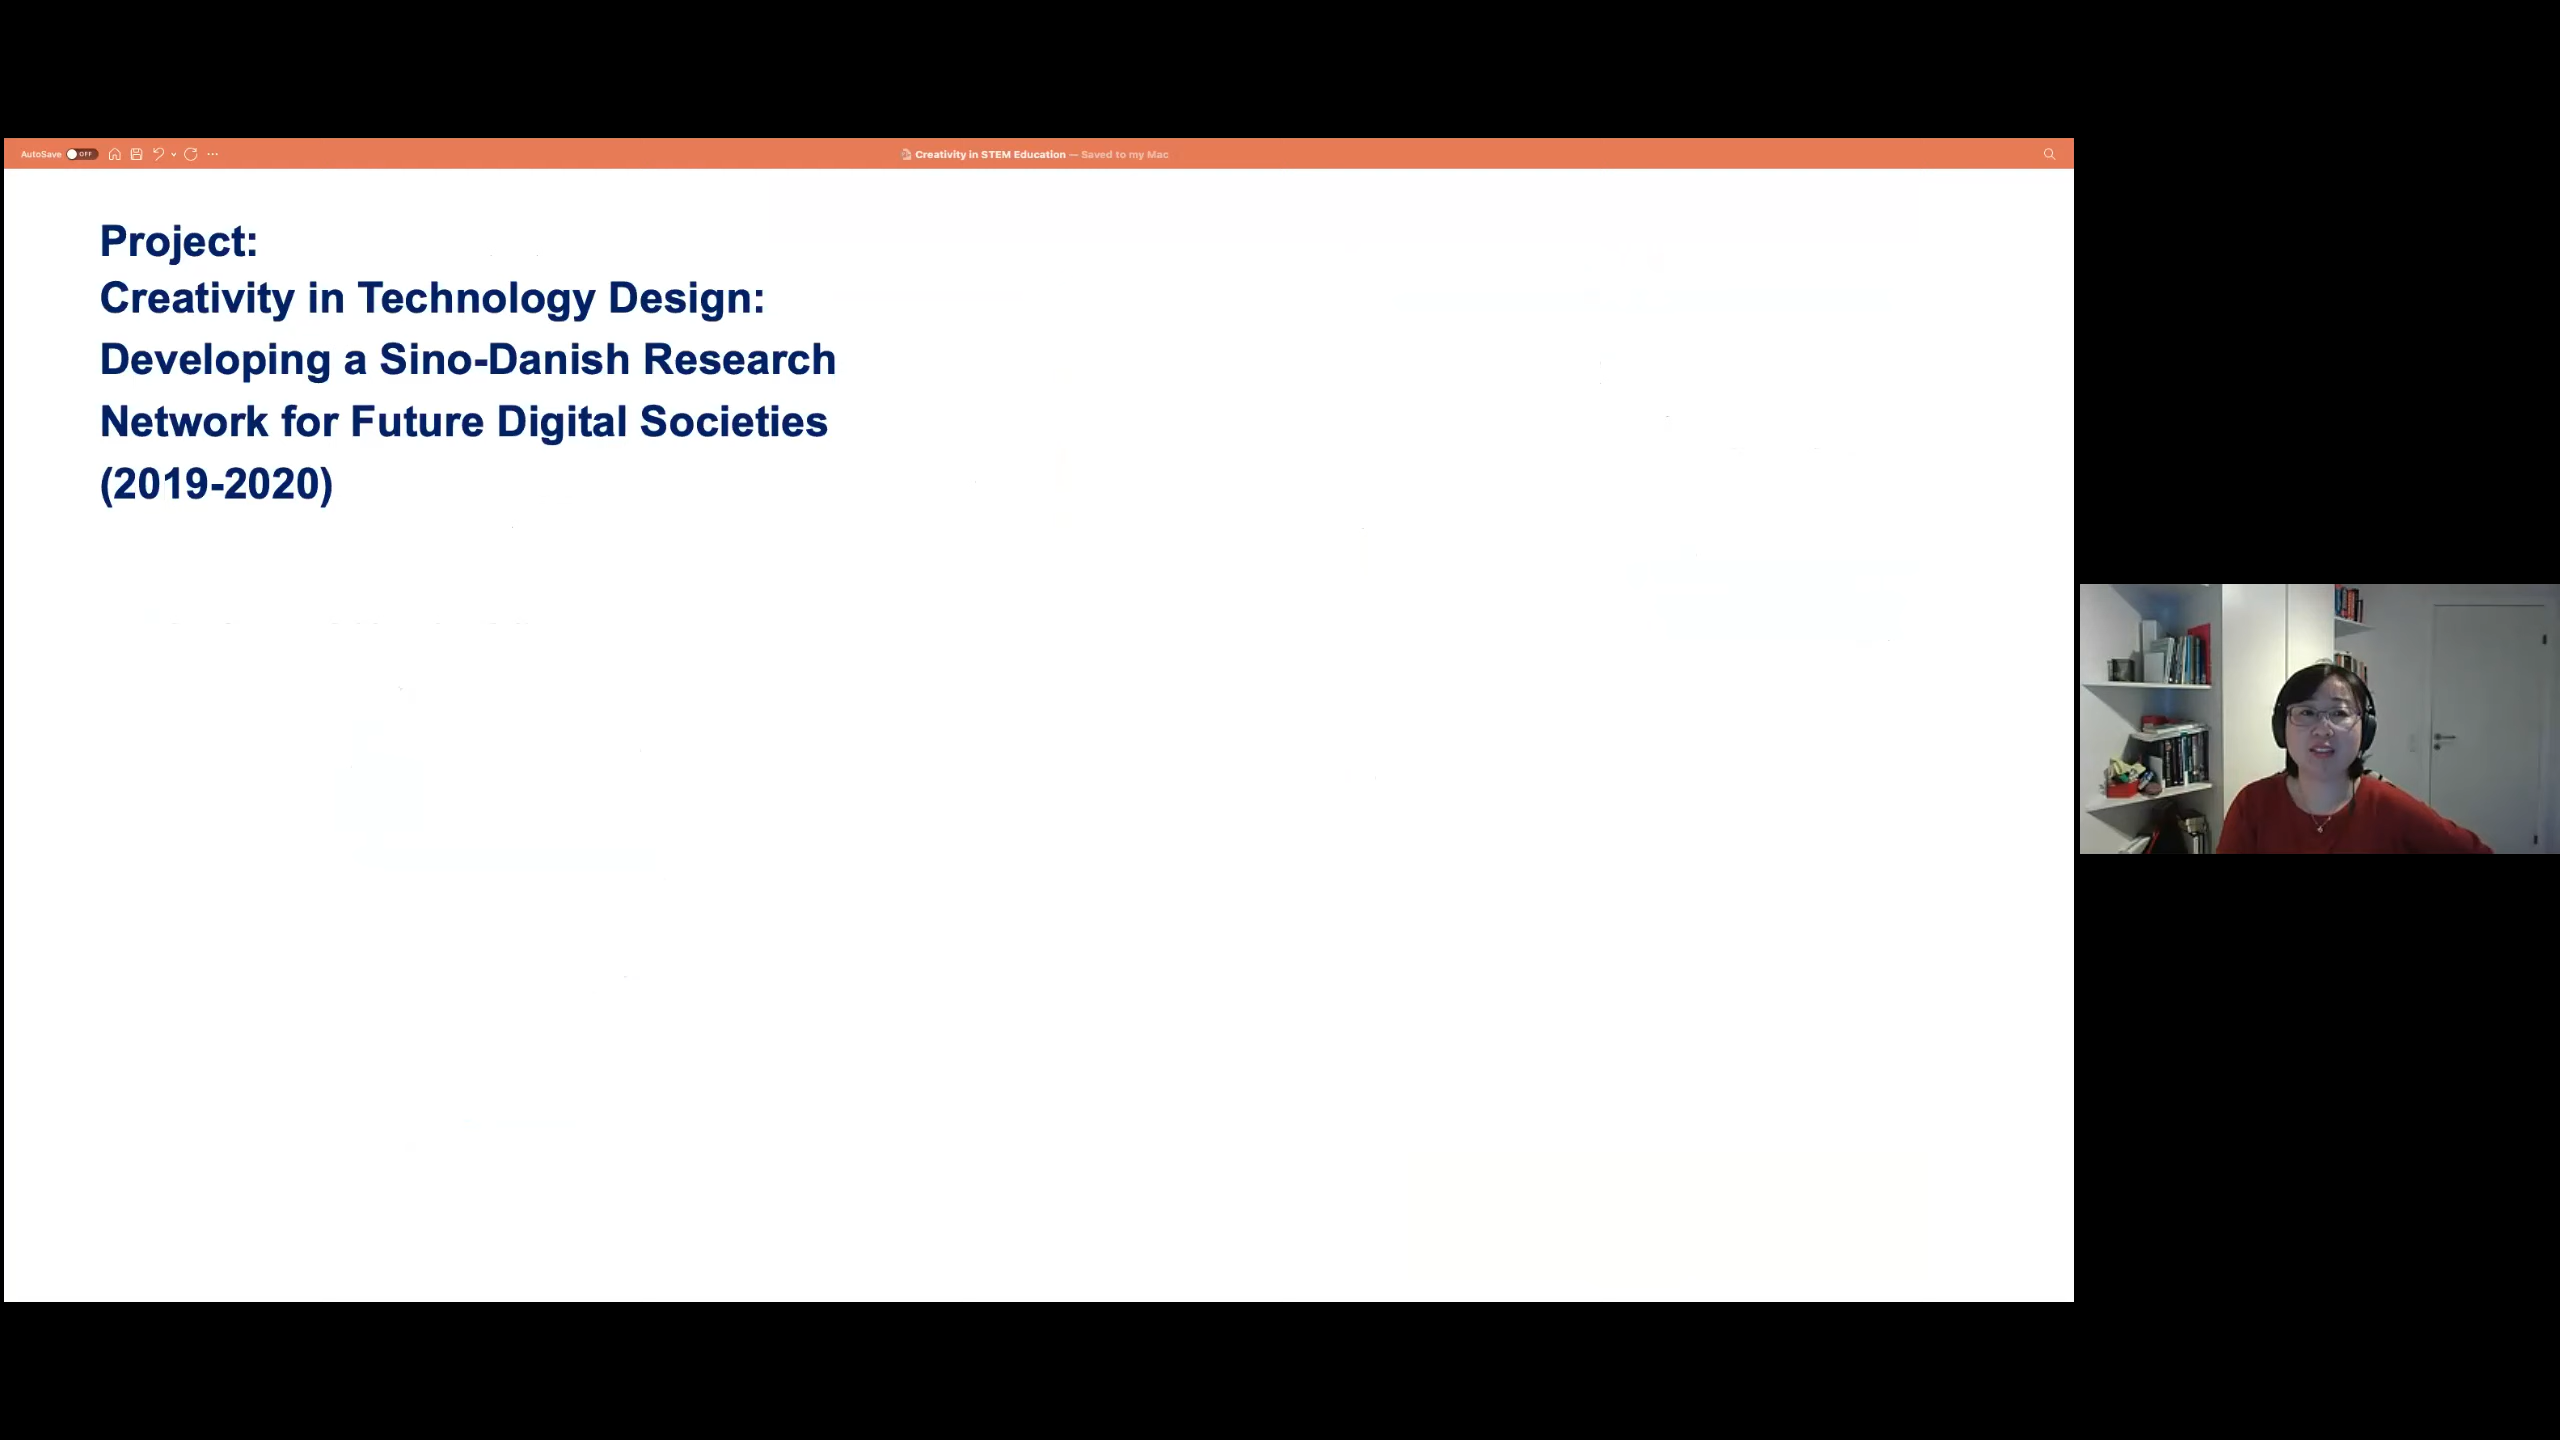 AutoSave OFF
Creativity in STEM Education — Saved to my Mac
Project:
Creativity in Technology Design:
Developing a Sino-Danish Research
Network for Future Digital Societies
(2019-2020)